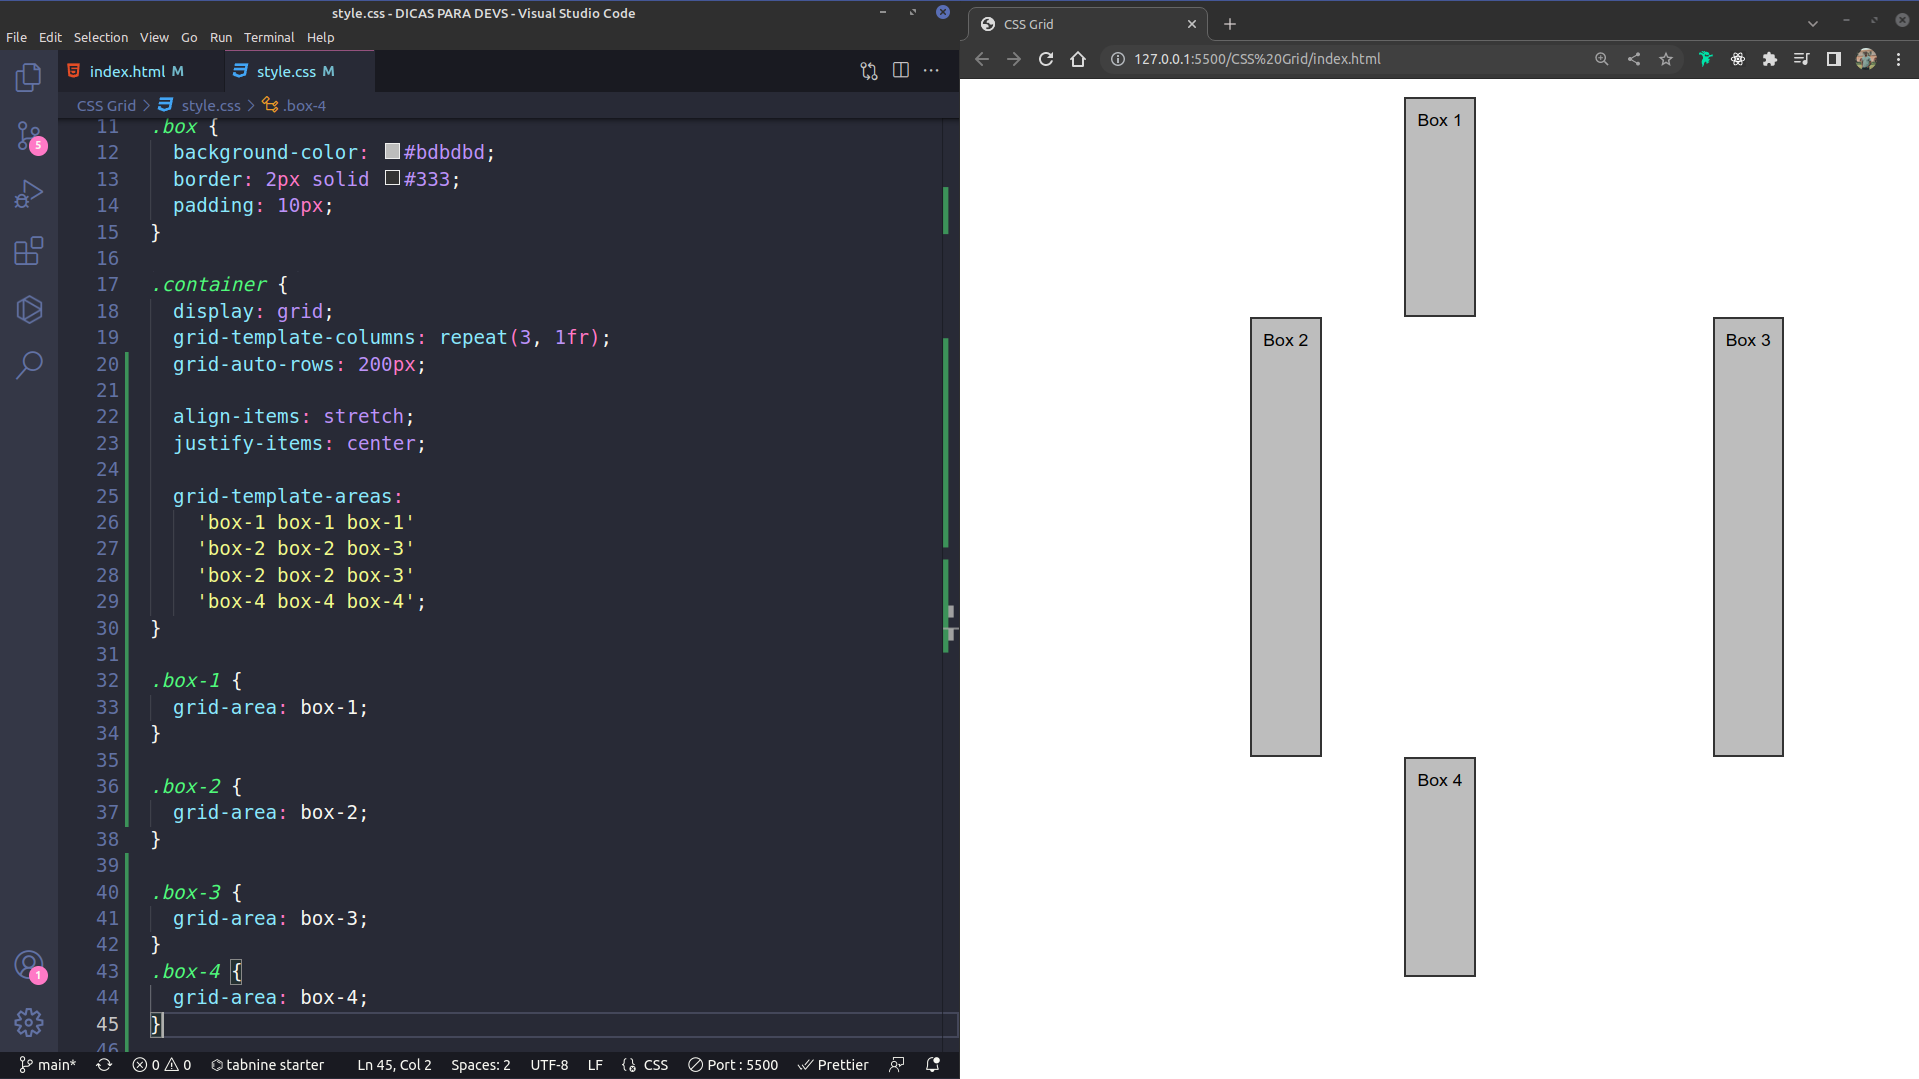 style.css - DICAS PARA DEVS - Visual Studio Code
File Edit Selection View Go Run Terminal Help
index.html M style.css M
CSS Grid > style.css > .box-4
11 .box {
12 background-color: #bdbdbd;
13 border: 2px solid #333;
14 padding: 10px;
15 }
16
17 .container {
18 display: grid;
19 grid-template-columns: repeat(3, 1fr);
20 grid-auto-rows: 200px;
21
22 align-items: stretch;
23 justify-items: center;
24
25 grid-template-areas:
26 'box-1 box-1 box-1'
27 'box-2 box-2 box-3'
28 'box-2 box-2 box-3'
29 'box-4 box-4 box-4';
30 }
31
32 .box-1 {
33 grid-area: box-1;
34 }
35
36 .box-2 {
37 grid-area: box-2;
38 }
39
40 .box-3 {
41 grid-area: box-3;
42 }
43 .box-4 {
44 grid-area: box-4;
45 }
46
5
1
main* 0 0 tabnine starter Ln 45, Col 2 Spaces: 2 UTF-8 LF CSS Port : 5500 Prettier
CSS Grid
127.0.0.1:5500/CSS%20Grid/index.html
Box 1
Box 2 Box 3
Box 4